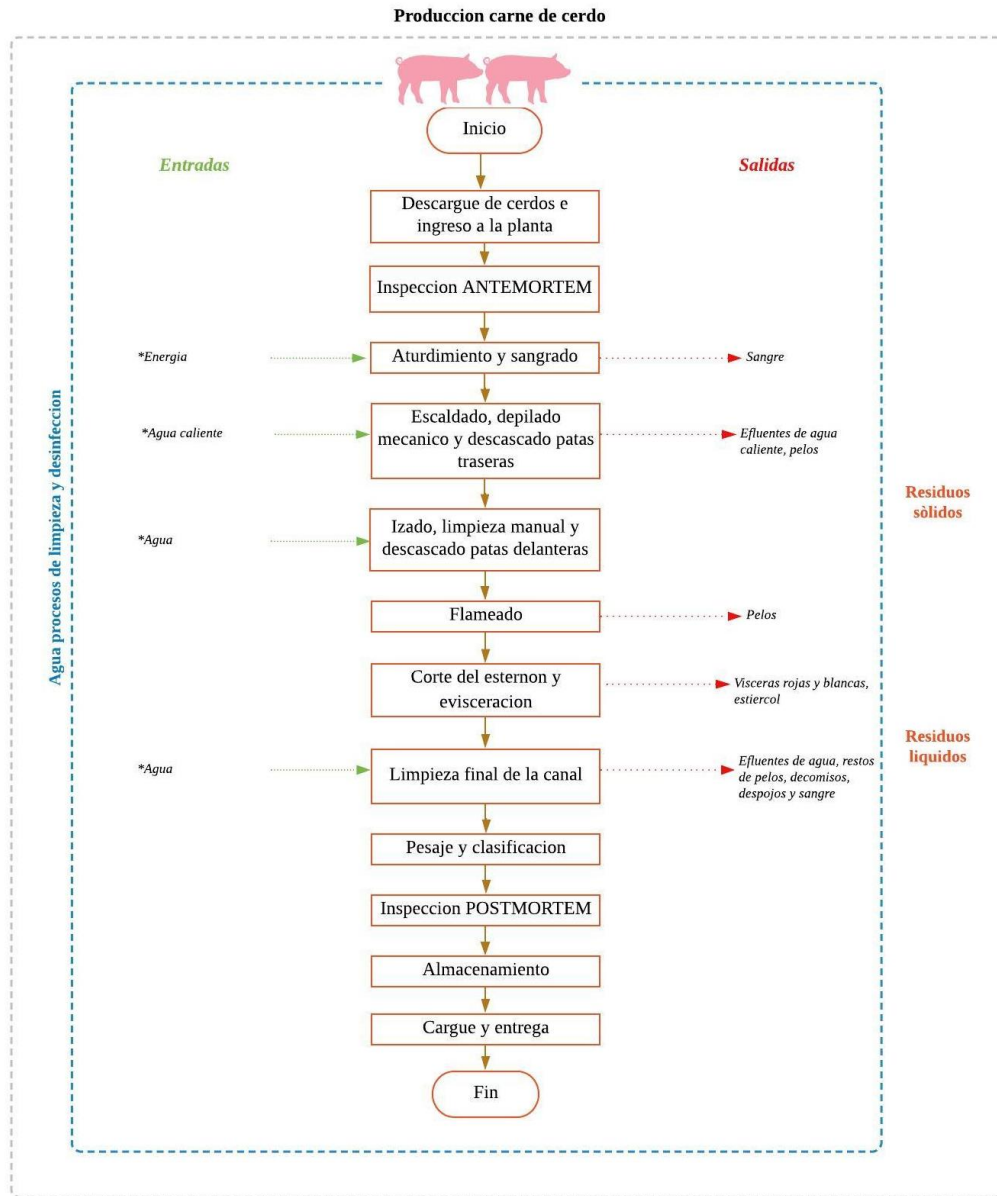 Produccion carne de cerdo
Inicio
Entradas
Salidas
Descargue de cerdos e
ingreso a la planta
Inspeccion ANTEMORTEM
*Energia
Aturdimiento y sangrado
Sangre
*Agua caliente
Escaldado, depilado
mecanico y descascado patas
traseras
Efluentes de agua
caliente, pelos
Agua procesos de limpieza y desinfeccion
Residuos
sòlidos
*Agua
Izado, limpieza manual y
descascado patas delanteras
Flameado
Pelos
Corte del esternon y
evisceracion
Visceras rojas y blancas,
estiercol
Residuos
liquidos
*Agua
Limpieza final de la canal
Efluentes de agua, restos
de pelos, decomisos,
despojos y sangre
Pesaje y clasificacion
Inspeccion POSTMORTEM
Almacenamiento
Cargue y entrega
Fin